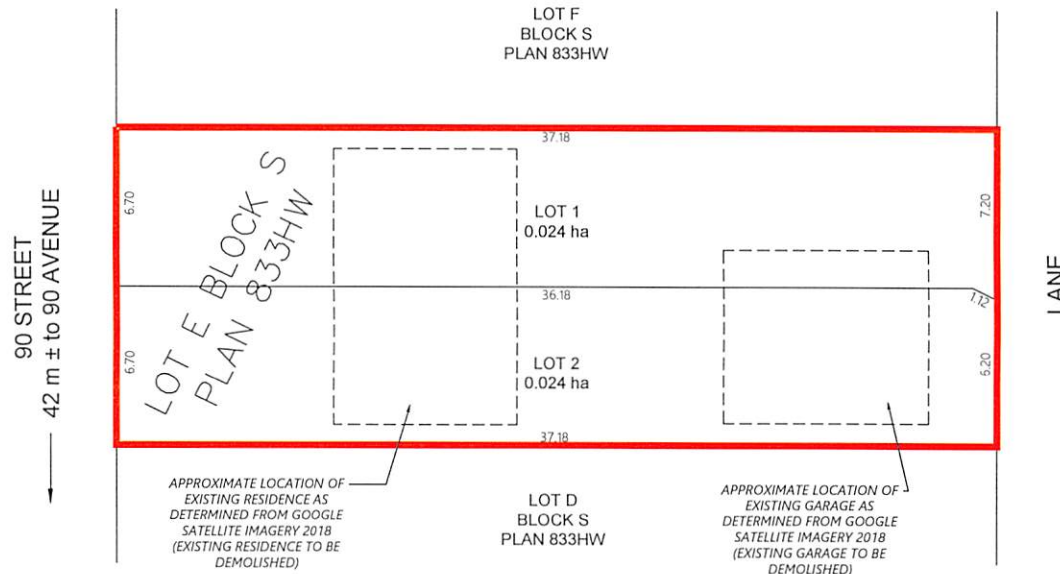 LOT F
BLOCK S
PLAN 833HW
37.18
6.70
7.20
LOT E BLOCK S
PLAN 833HW
LOT 1
0.024 ha
90 STREET
42 m ± to 90 AVENUE
LANE
36.18
1.12
6.70
6.20
LOT 2
0.024 ha
37.18
APPROXIMATE LOCATION OF
EXISTING RESIDENCE AS
DETERMINED FROM GOOGLE
SATELLITE IMAGERY 2018
(EXISTING RESIDENCE TO BE
DEMOLISHED)
LOT D
BLOCK S
PLAN 833HW
APPROXIMATE LOCATION OF
EXISTING GARAGE AS
DETERMINED FROM GOOGLE
SATELLITE IMAGERY 2018
(EXISTING GARAGE TO BE
DEMOLISHED)